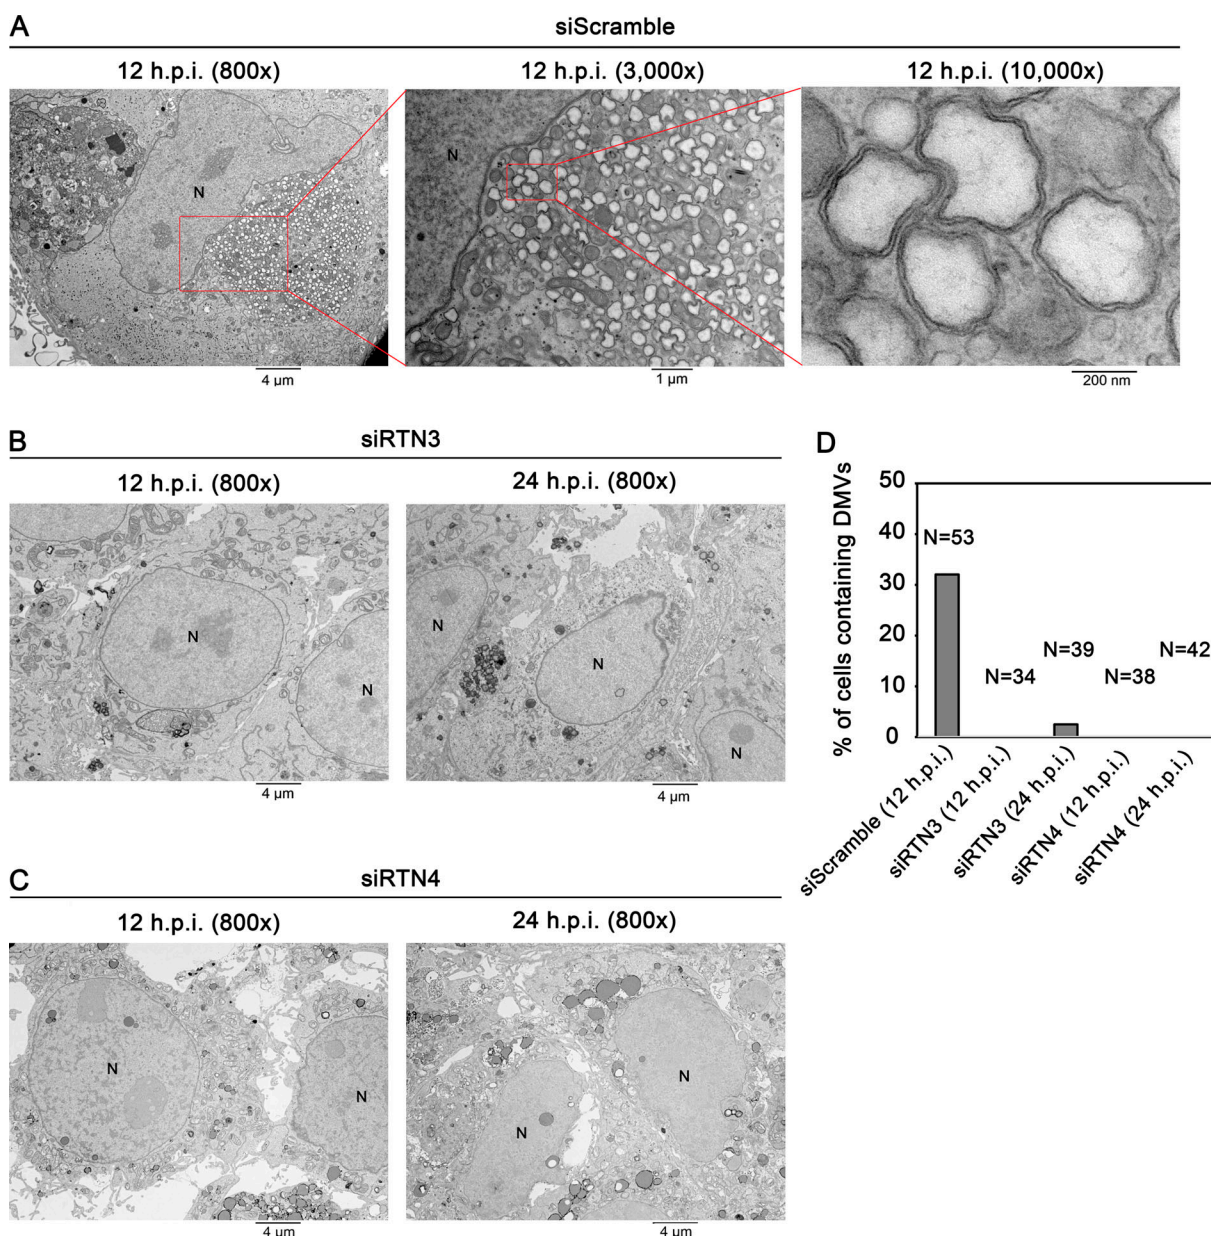 A
siScramble
12 h.p.i. (800x)
12 h.p.i. (3,000x)
12 h.p.i. (10,000x)
N
N
4 µm
1 µm
200 nm
B
siRTN3
12 h.p.i. (800x)
24 h.p.i. (800x)
N
N
N
N
N
4 µm
4 µm
C
siRTN4
12 h.p.i. (800x)
24 h.p.i. (800x)
N
N
N
N
4 µm
4 µm
D
% of cells containing DMVs
50
40
30
20
10
0
N=53
N=34
N=39
N=38
N=42
siScramble (12 h.p.i.)
siRTN3 (12 h.p.i.)
siRTN3 (24 h.p.i.)
siRTN4 (12 h.p.i.)
siRTN4 (24 h.p.i.)